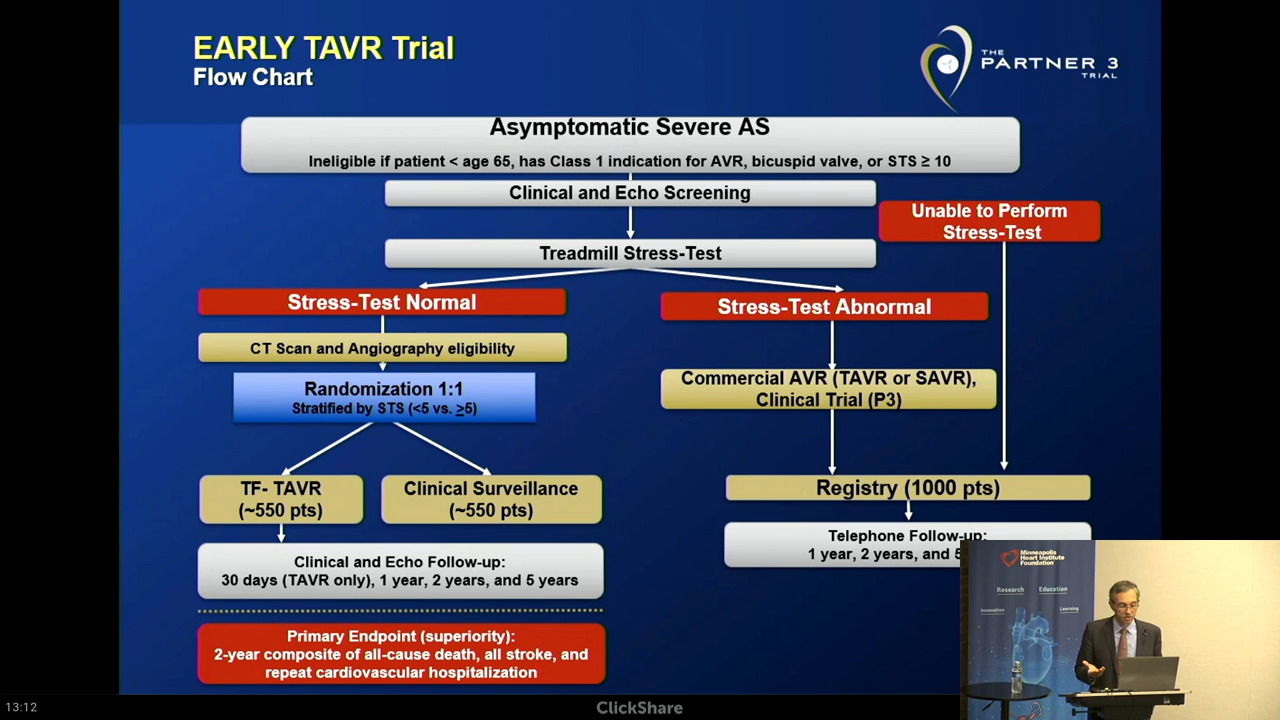 EARLY TAVR Trial
Flow Chart
THE
PARTNER 3
TRIAL
Asymptomatic Severe AS
Ineligible if patient < age 65, has Class 1 indication for AVR, bicuspid valve, or STS ≥ 10
Clinical and Echo Screening
Unable to Perform
Stress-Test
Treadmill Stress-Test
Stress-Test Normal
Stress-Test Abnormal
CT Scan and Angiography eligibility
Randomization 1:1
Stratified by STS (<5 vs. ≥5)
Commercial AVR (TAVR or SAVR),
Clinical Trial (P3)
TF- TAVR
(~550 pts)
Clinical Surveillance
(~550 pts)
Registry (1000 pts)
Telephone Follow-up:
1 year, 2 years, and 5
Clinical and Echo Follow-up:
30 days (TAVR only), 1 year, 2 years, and 5 years
Primary Endpoint (superiority):
2-year composite of all-cause death, all stroke, and
repeat cardiovascular hospitalization
Minneapolis
Heart Institute
Foundation
Research
Education
Innovation
Learning
13:12
ClickShare